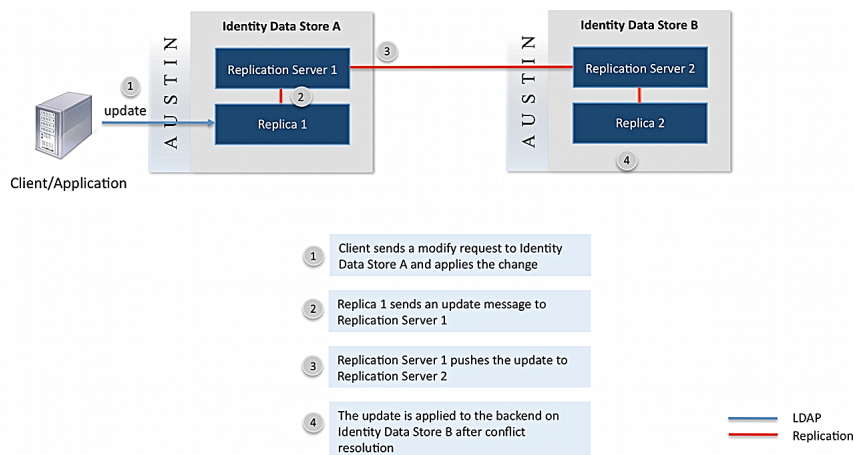 Identity Data Store A
Identity Data Store B
AUSTIN
AUSTIN
Replication Server 1
3
Replication Server 2
1
update
2
Replica 1
Replica 2
4
Client/Application
1
Client sends a modify request to Identity
Data Store A and applies the change
2
Replica 1 sends an update message to
Replication Server 1
3
Replication Server 1 pushes the update to
Replication Server 2
4
The update is applied to the backend on
Identity Data Store B after conflict
resolution
LDAP
Replication